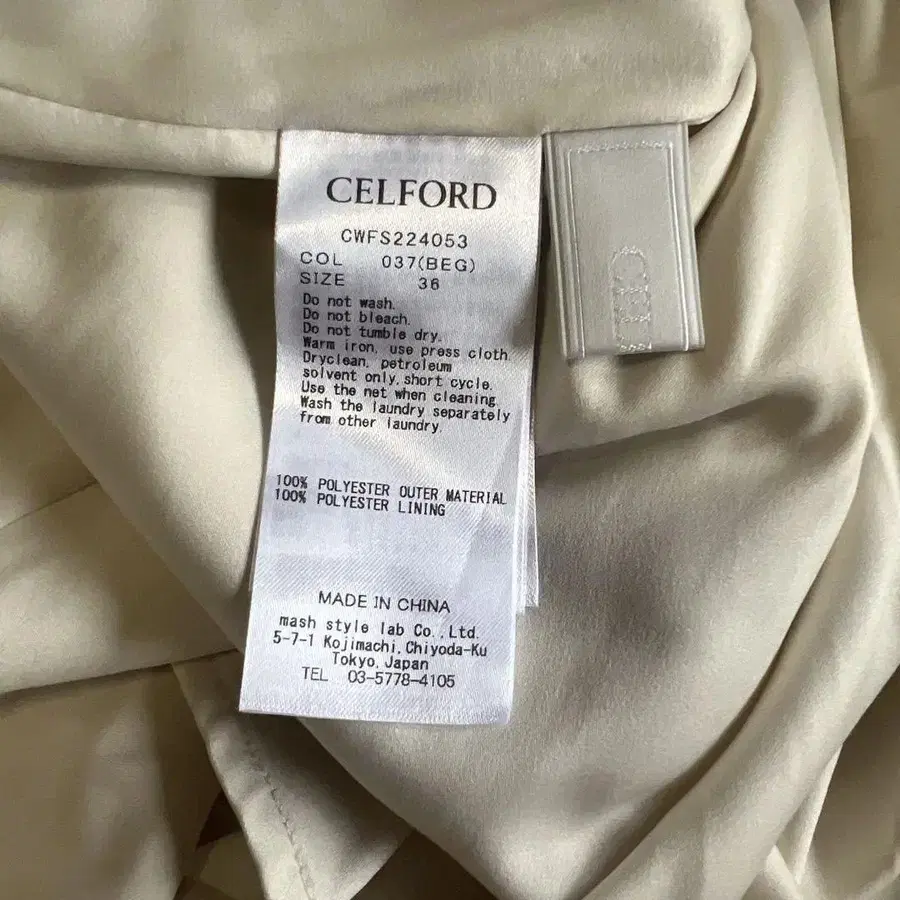 CELFORD
CWFS224053
COL 037(BEG)
SIZE 36
Do not wash.
Do not bleach.
Do not tumble dry.
Warm iron, use press cloth.
Dryclean, petroleum
solvent only, short cycle.
Use the net when cleaning.
Wash the laundry separately
from other laundry.
100% POLYESTER OUTER MATERIAL
100% POLYESTER LINING
MADE IN CHINA
mash style lab Co., Ltd.
5-7-1 Kojimachi, Chiyoda-Ku
Tokyo, Japan
TEL 03-5778-4105